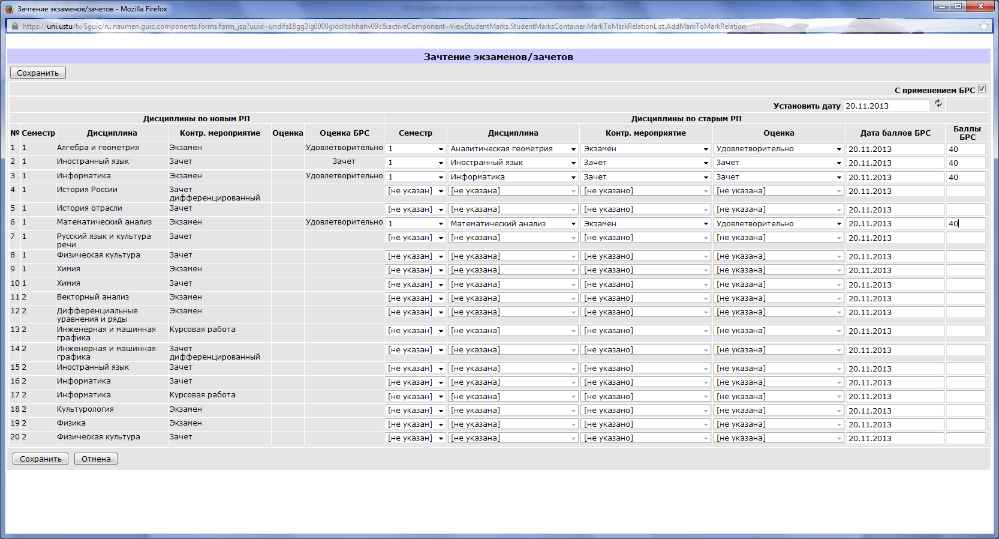 Зачтение экзаменов/зачетов - Mozilla Firefox
https://uni.ustu/fx/$guic/ru.naumen.guic.components.forms.form_jsp?uuid=undifa18gg3ig0000glddltohhahv09c&activeComponent=ViewStudentMarks.StudentMarksContainer.MarkToMarkRelationList.AddMarkToMarkRelation
Зачтение экзаменов/зачетов
Сохранить
С применением БРС
Установить дату 20.11.2013
Дисциплины по новым РП Дисциплины по старым РП
№ Семестр Дисциплина Контр. мероприятие Оценка Оценка БРС Семестр Дисциплина Контр. мероприятие Оценка Дата баллов БРС Баллы БРС
1 1 Алгебра и геометрия Экзамен Удовлетворительно 1 Аналитическая геометрия Экзамен Удовлетворительно 20.11.2013 40
2 1 Иностранный язык Зачет Зачет 1 Иностранный язык Зачет Зачет 20.11.2013 40
3 1 Информатика Экзамен Удовлетворительно 1 Информатика Зачет Зачет 20.11.2013 40
4 1 История России Зачет дифференцированный [не указан] [не указана] [не указано] [не указана] 20.11.2013
5 1 История отрасли Зачет [не указан] [не указана] [не указано] [не указана] 20.11.2013
6 1 Математический анализ Экзамен Удовлетворительно 1 Математический анализ Экзамен Удовлетворительно 20.11.2013 40
7 1 Русский язык и культура речи Зачет [не указан] [не указана] [не указано] [не указана] 20.11.2013
8 1 Физическая культура Зачет [не указан] [не указана] [не указано] [не указана] 20.11.2013
9 1 Химия Экзамен [не указан] [не указана] [не указано] [не указана] 20.11.2013
10 1 Химия Зачет [не указан] [не указана] [не указано] [не указана] 20.11.2013
11 2 Векторный анализ Экзамен [не указан] [не указана] [не указано] [не указана] 20.11.2013
12 2 Дифференциальные уравнения и ряды Экзамен [не указан] [не указана] [не указано] [не указана] 20.11.2013
13 2 Инженерная и машинная графика Курсовая работа [не указан] [не указана] [не указано] [не указана] 20.11.2013
14 2 Инженерная и машинная графика Зачет дифференцированный [не указан] [не указана] [не указано] [не указана] 20.11.2013
15 2 Иностранный язык Зачет [не указан] [не указана] [не указано] [не указана] 20.11.2013
16 2 Информатика Зачет [не указан] [не указана] [не указано] [не указана] 20.11.2013
17 2 Информатика Курсовая работа [не указан] [не указана] [не указано] [не указана] 20.11.2013
18 2 Культурология Экзамен [не указан] [не указана] [не указано] [не указана] 20.11.2013
19 2 Физика Экзамен [не указан] [не указана] [не указано] [не указана] 20.11.2013
20 2 Физическая культура Зачет [не указан] [не указана] [не указано] [не указана] 20.11.2013
Сохранить Отмена